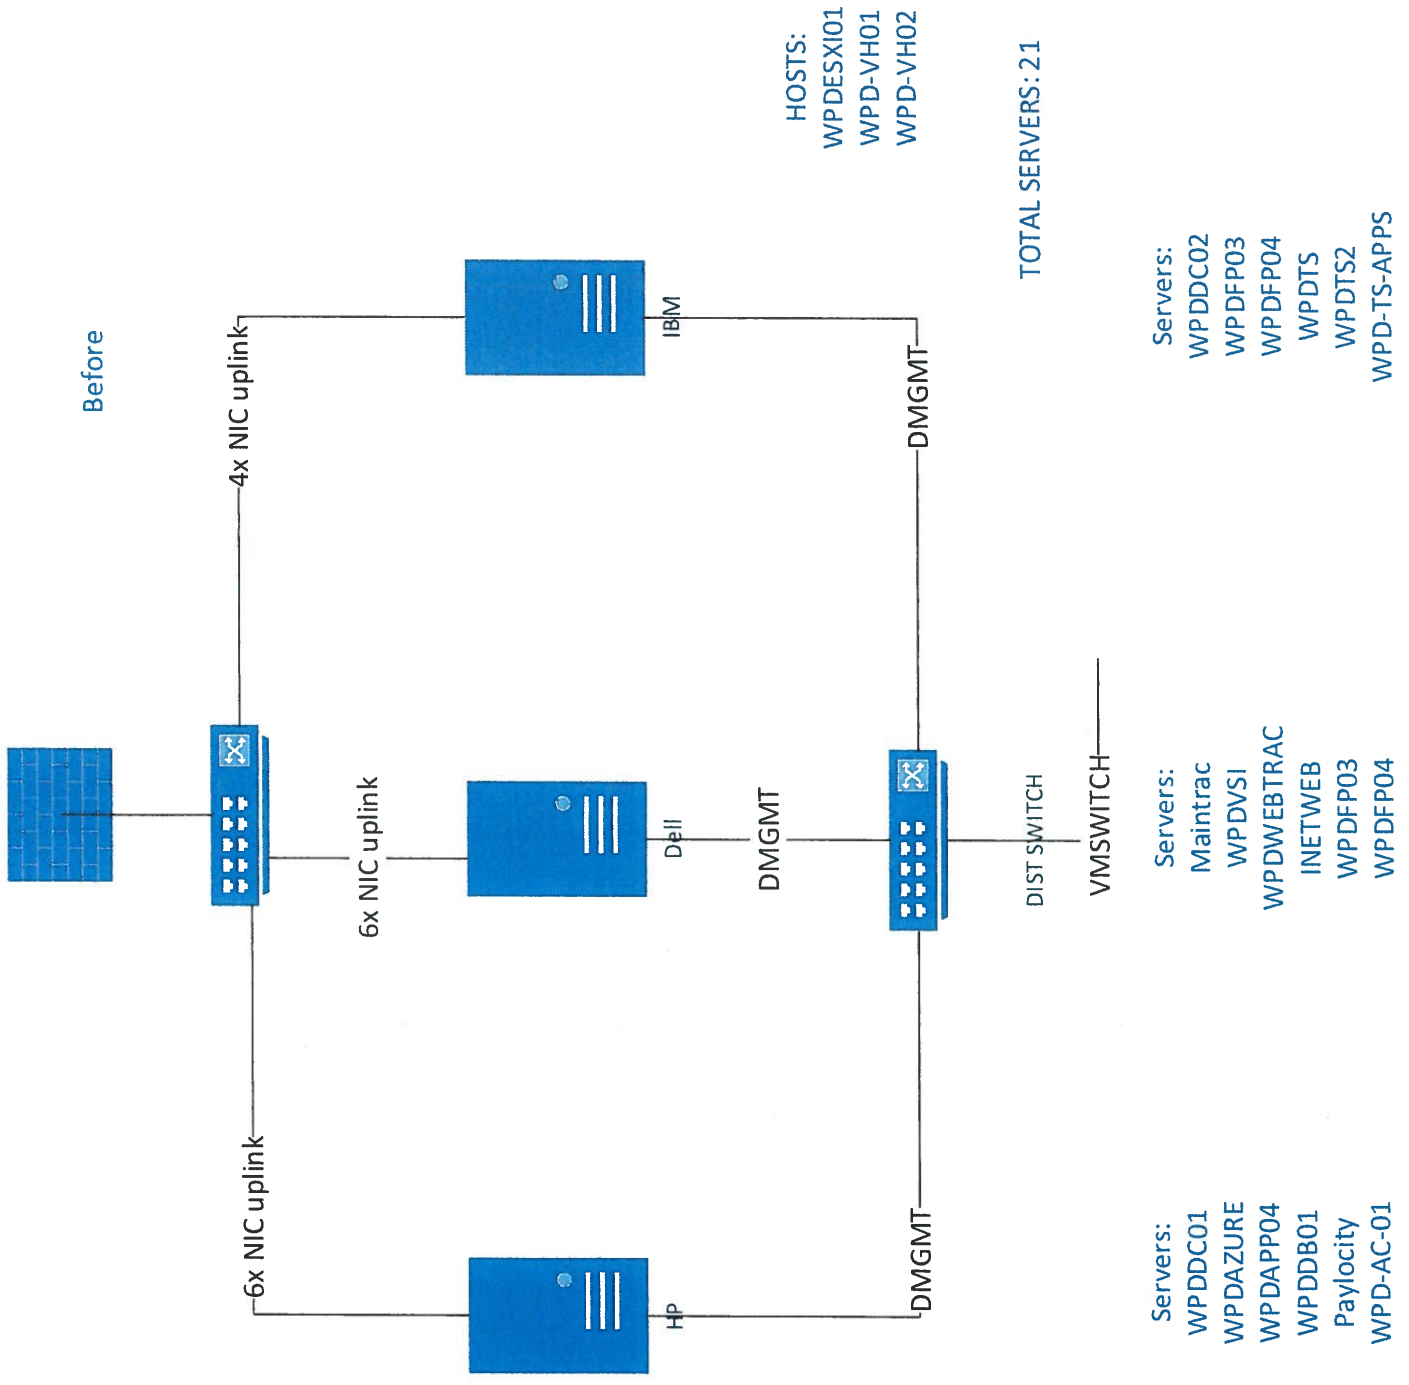 Before
6x NIC uplink
6x NIC uplink
4x NIC uplink
HP
Dell
IBM
DMGMT
DMGMT
DMGMT
DIST SWITCH
VMSWITCH
HOSTS:
WPDESXI01
WPD-VH01
WPD-VH02
TOTAL SERVERS: 21
Servers:
WPDDC01
WPDAZURE
WPDAPP04
WPDDB01
Paylocity
WPD-AC-01
Servers:
Maintrac
WPDVSI
WPDWEBTRAC
INETWEB
WPDFP03
WPDFP04
Servers:
WPDDC02
WPDFP03
WPDFP04
WPDTS
WPDTS2
WPD-TS-APPS